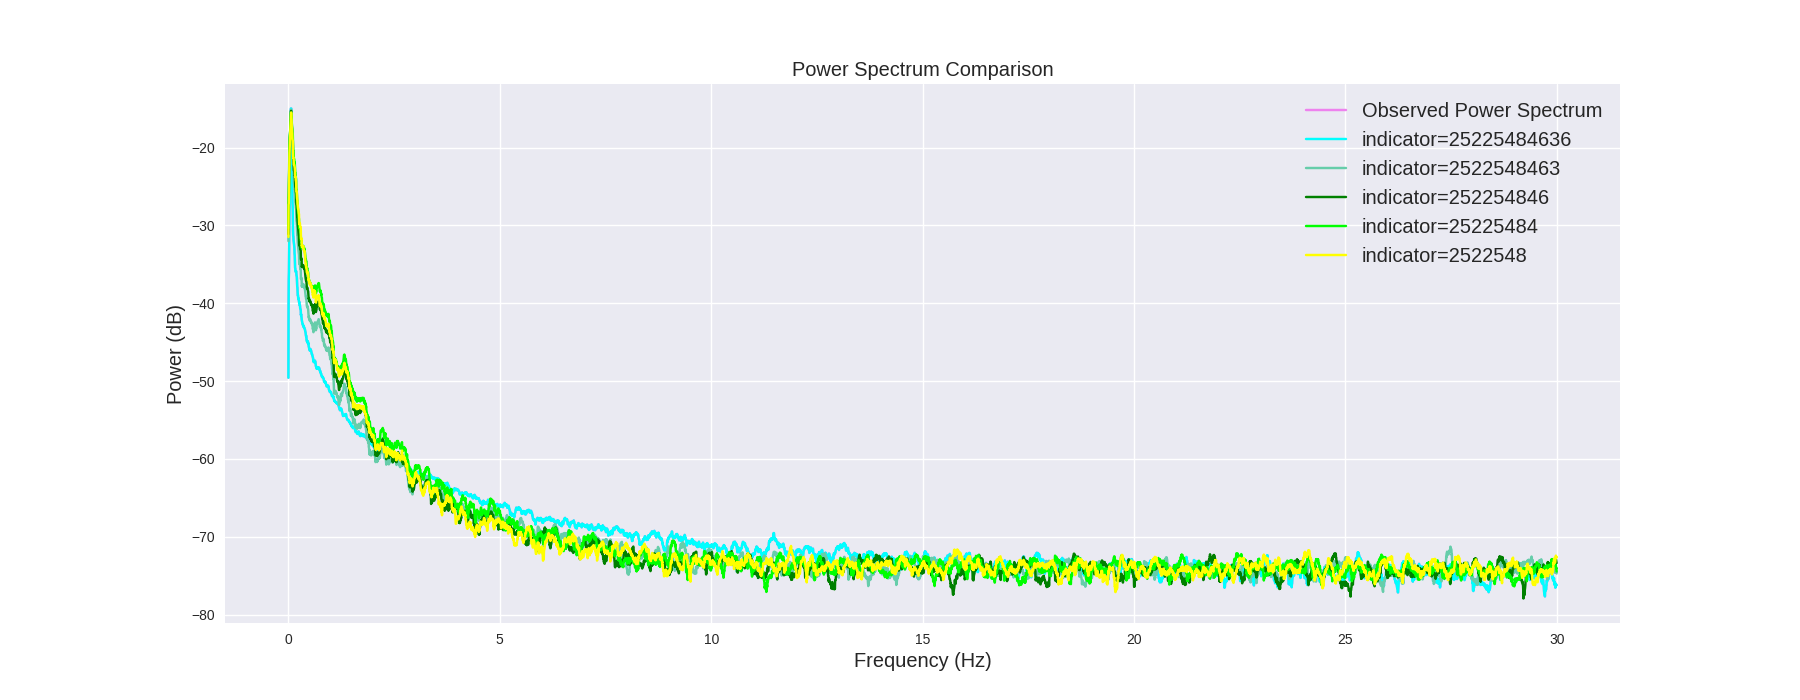 Power Spectrum Comparison
Observed Power Spectrum
indicator=25225484636
indicator=2522548463
indicator=252254846
indicator=25225484
indicator=2522548
Power (dB)
−20
−30
−40
−50
−60
−70
−80
0 5 10 15 20 25 30
Frequency (Hz)